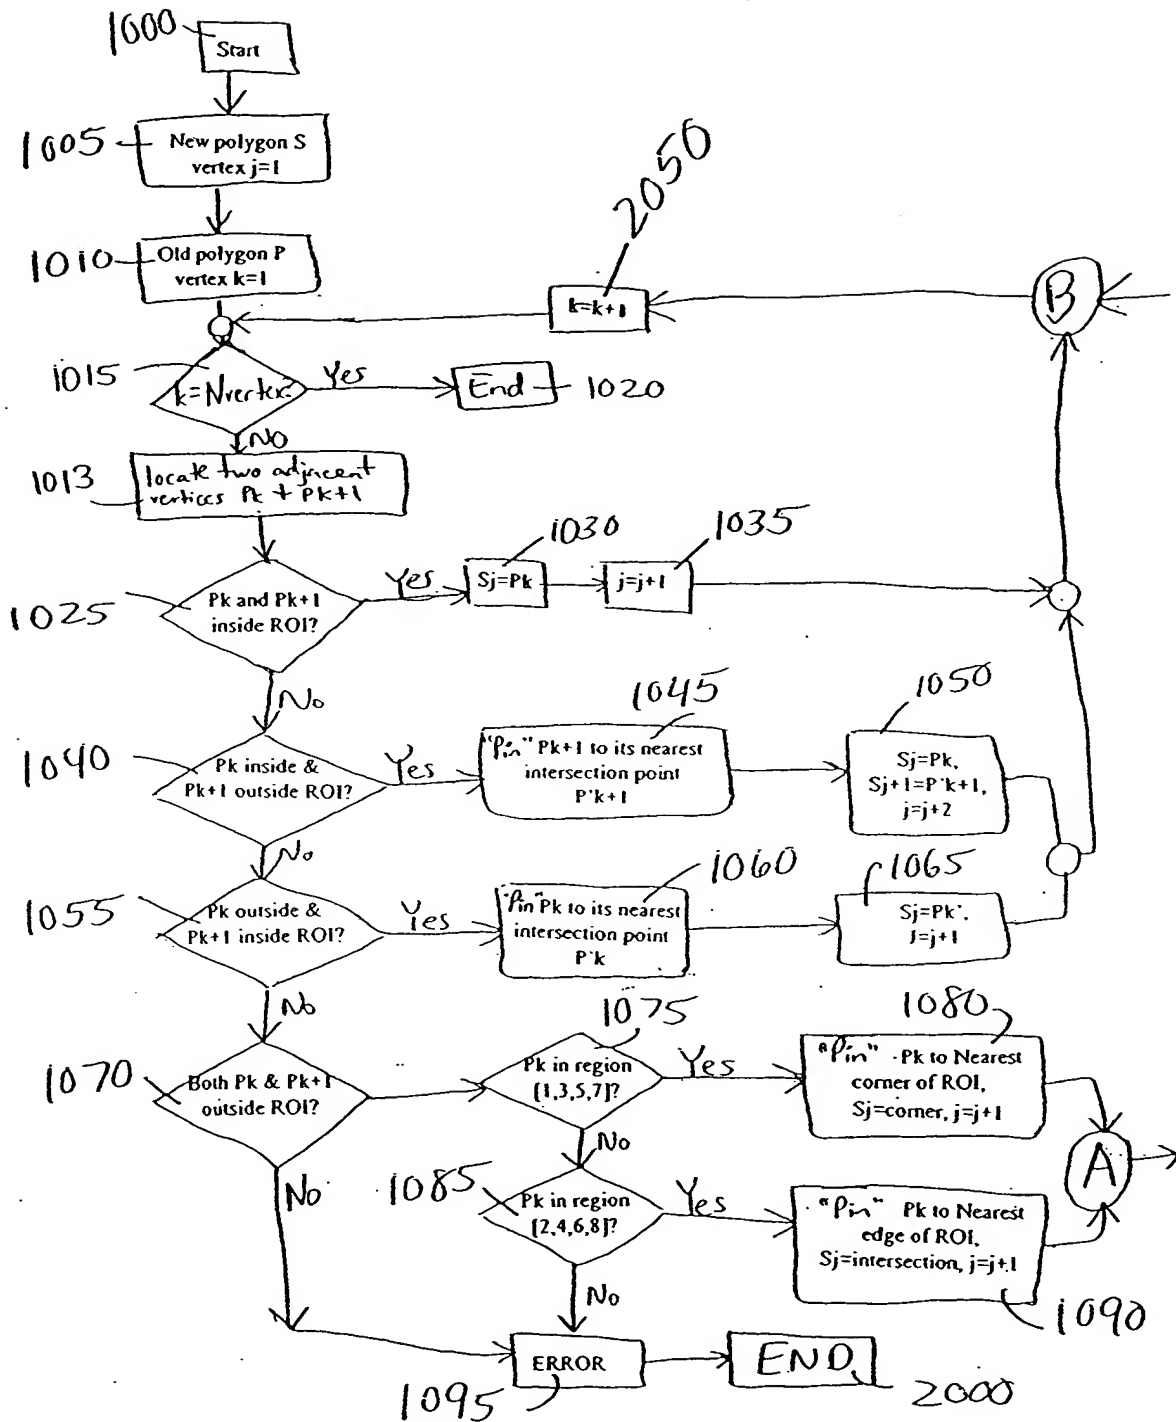 1000
Start
1005
New polygon S
vertex j=1
2050
1010
Old polygon P
vertex k=1
k=k+1
B
1015
k=Nvertex?
Yes
End
1020
NO
1013
locate two adjacent
vertices Pk + Pk+1
1030
1035
1025
Pk and Pk+1
inside ROI?
Yes
Sj=Pk
j=j+1
No
1045
1050
1040
Pk inside &
Pk+1 outside ROI?
Yes
"Pin" Pk+1 to its nearest
intersection point
P'k+1
Sj=Pk,
Sj+1=P'k+1,
j=j+2
No
1060
1065
1055
Pk outside &
Pk+1 inside ROI?
Yes
"Pin" Pk to its nearest
intersection point
P'k
Sj=Pk',
J=j+1
No
1075
1080
1070
Both Pk & Pk+1
outside ROI?
Pk in region
[1,3,5,7]?
Yes
"Pin" Pk to Nearest
corner of ROI,
Sj=corner, j=j+1
No
A
No
1085
Pk in region
[2,4,6,8]?
Yes
"Pin" Pk to Nearest
edge of ROI,
Sj=intersection, j=j+1
No
1090
ERROR
END
1095
2000